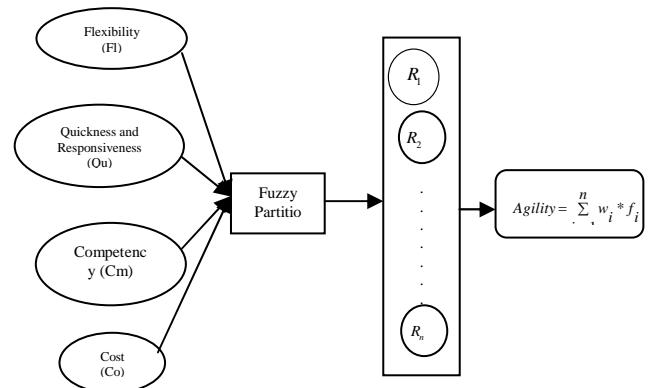 Flexibility
(Fl)
Quickness and
Responsiveness
(Qu)
Competenc
y (Cm)
Cost
(Co)
Fuzzy
Partitio
R₁
R₂
Rₙ
n
Agility = ∑ wᵢ * fᵢ